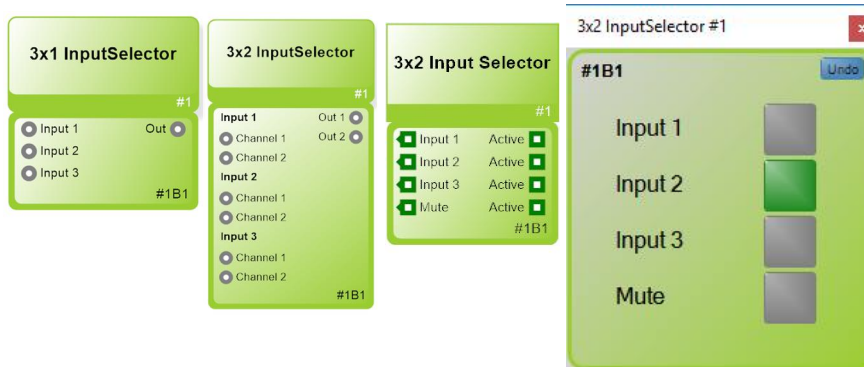 3x1 InputSelector
#1
Input 1 Out
Input 2
Input 3
#1B1
3x2 InputSelector
#1
Input 1 Out 1
Channel 1 Out 2
Channel 2
Input 2
Channel 1
Channel 2
Input 3
Channel 1
Channel 2
#1B1
3x2 Input Selector
#1
Input 1 Active
Input 2 Active
Input 3 Active
Mute Active
#1B1
3x2 InputSelector #1
#1B1 Undo
Input 1
Input 2
Input 3
Mute